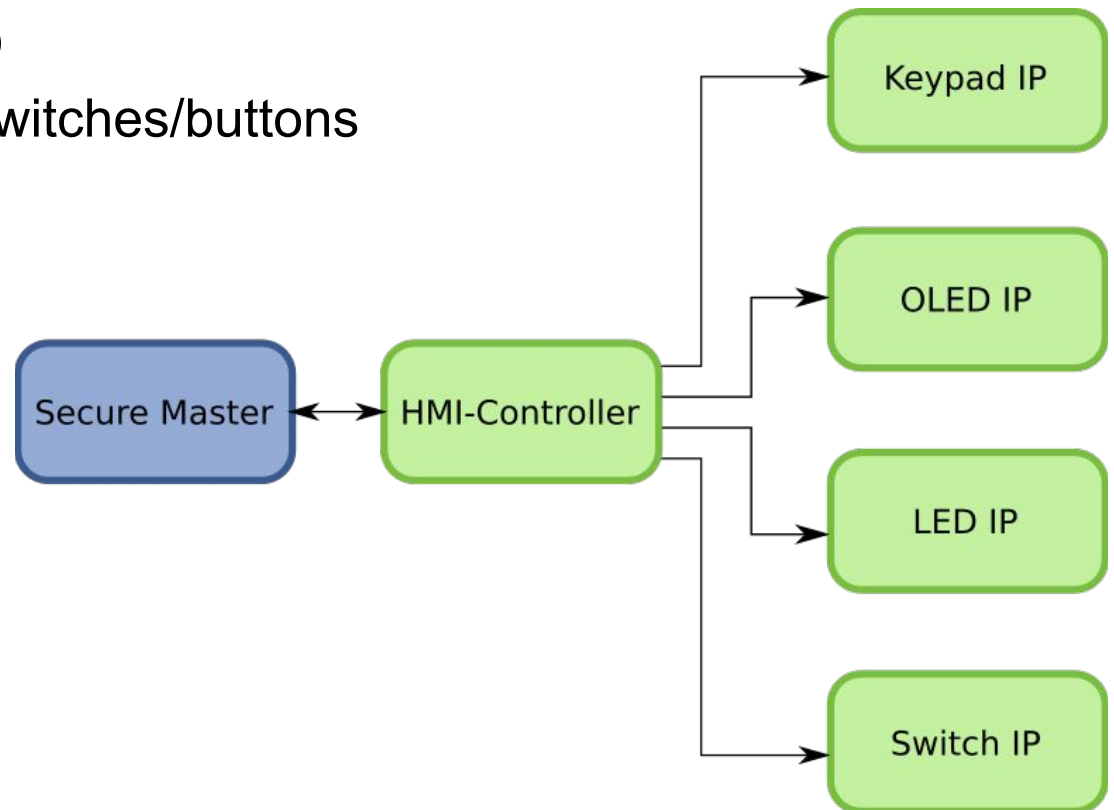 )
witches/buttons
Keypad IP
OLED IP
Secure Master
HMI-Controller
LED IP
Switch IP